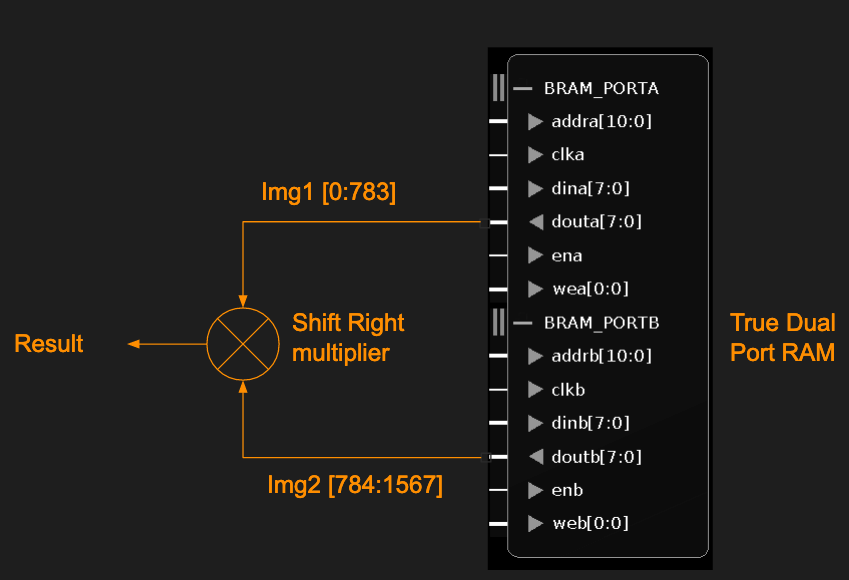 BRAM_PORTA
addra[10:0]
clka
dina[7:0]
Img1 [0:783]
douta[7:0]
ena
wea[0:0]
Shift Right
multiplier
Result
BRAM_PORTB
True Dual
Port RAM
addrb[10:0]
clkb
dinb[7:0]
doutb[7:0]
Img2 [784:1567]
enb
web[0:0]